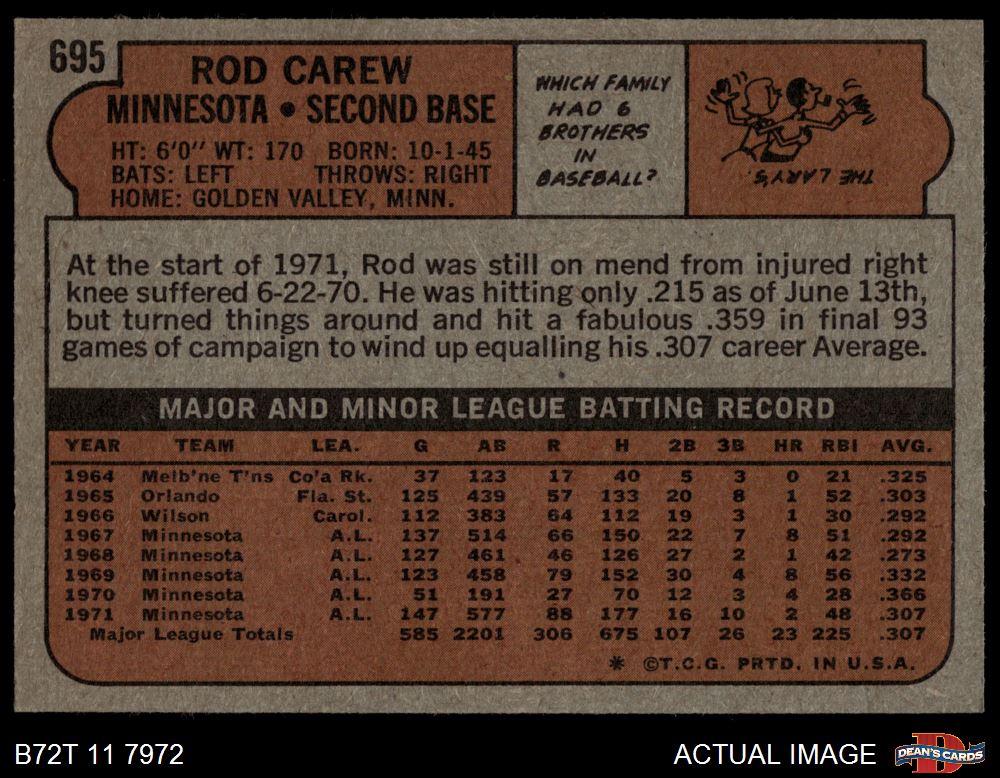 695
ROD CAREW
MINNESOTA • SECOND BASE
HT: 6'0" WT: 170 BORN: 10-1-45
BATS: LEFT THROWS: RIGHT
HOME: GOLDEN VALLEY, MINN.
WHICH FAMILY
HAD 6
BROTHERS
IN
BASEBALL?
THE LARY'S.
At the start of 1971, Rod was still on mend from injured right
knee suffered 6-22-70. He was hitting only .215 as of June 13th,
but turned things around and hit a fabulous .359 in final 93
games of campaign to wind up equalling his .307 career Average.
MAJOR AND MINOR LEAGUE BATTING RECORD
YEAR TEAM LEA. G AB R H 2B 3B HR RBI AVG.
1964 Melb'ne T'ns Co'a Rk. 37 123 17 40 5 3 0 21 .325
1965 Orlando Fla. St. 125 439 57 133 20 8 1 52 .303
1966 Wilson Carol. 112 383 64 112 19 3 1 30 .292
1967 Minnesota A.L. 137 514 66 150 22 7 8 51 .292
1968 Minnesota A.L. 127 461 46 126 27 2 1 42 .273
1969 Minnesota A.L. 123 458 79 152 30 4 8 56 .332
1970 Minnesota A.L. 51 191 27 70 12 3 4 28 .366
1971 Minnesota A.L. 147 577 88 177 16 10 2 48 .307
Major League Totals 585 2201 306 675 107 26 23 225 .307
* ©T.C.G. PRTD. IN U.S.A.
B72T 11 7972
ACTUAL IMAGE
DEAN'S CARDS